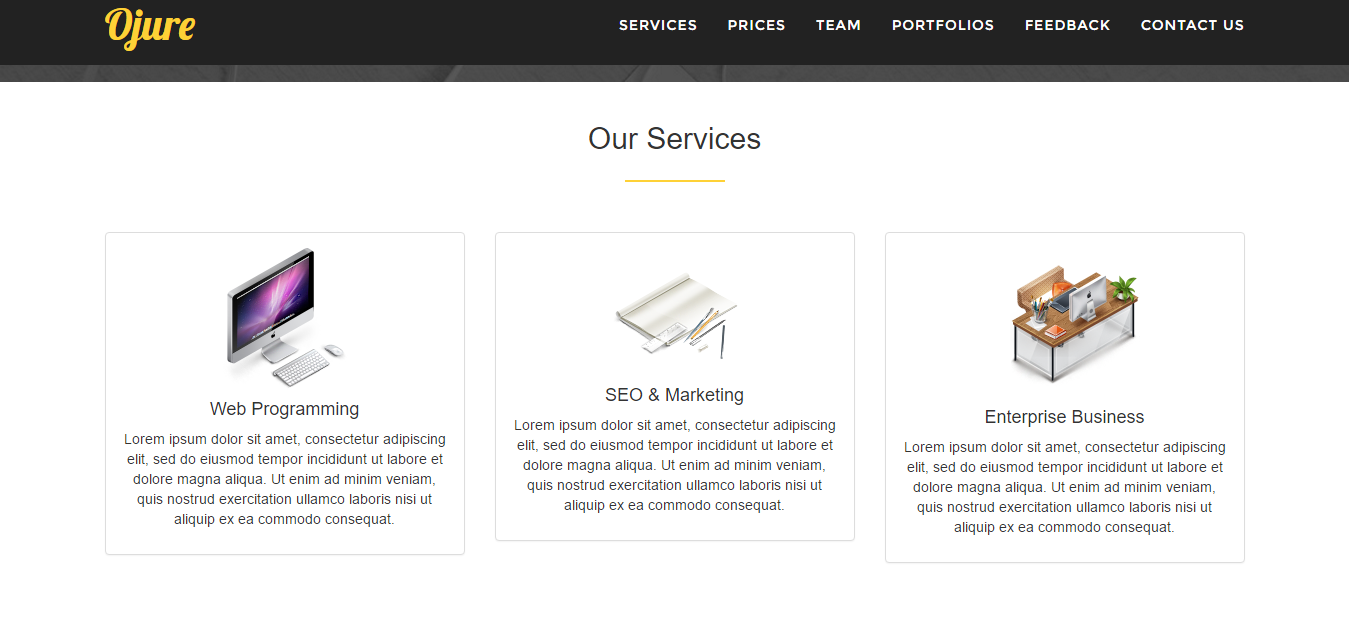 Ojure
SERVICES PRICES TEAM PORTFOLIOS FEEDBACK CONTACT US
Our Services
Web Programming
Lorem ipsum dolor sit amet, consectetur adipiscing
elit, sed do eiusmod tempor incididunt ut labore et
dolore magna aliqua. Ut enim ad minim veniam,
quis nostrud exercitation ullamco laboris nisi ut
aliquip ex ea commodo consequat.
SEO & Marketing
Lorem ipsum dolor sit amet, consectetur adipiscing
elit, sed do eiusmod tempor incididunt ut labore et
dolore magna aliqua. Ut enim ad minim veniam,
quis nostrud exercitation ullamco laboris nisi ut
aliquip ex ea commodo consequat.
Enterprise Business
Lorem ipsum dolor sit amet, consectetur adipiscing
elit, sed do eiusmod tempor incididunt ut labore et
dolore magna aliqua. Ut enim ad minim veniam,
quis nostrud exercitation ullamco laboris nisi ut
aliquip ex ea commodo consequat.